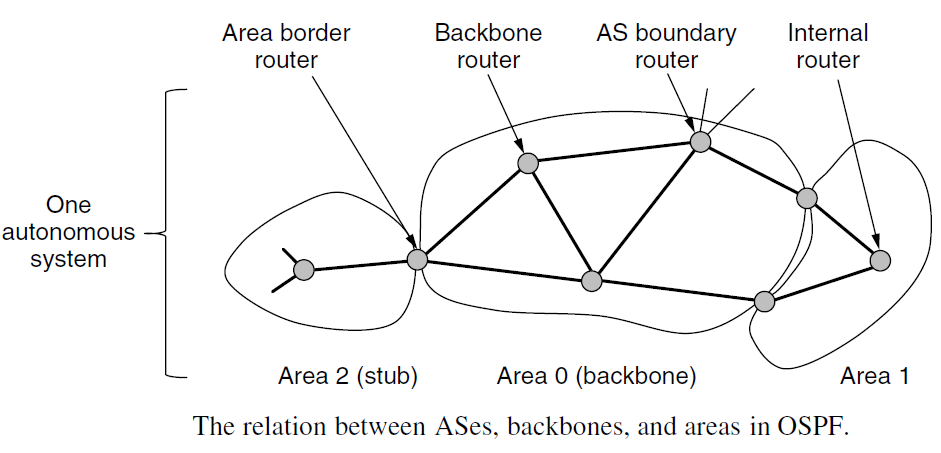 Area border
router
Backbone
router
AS boundary
router
Internal
router
One
autonomous
system
Area 2 (stub)
Area 0 (backbone)
Area 1
The relation between ASes, backbones, and areas in OSPF.